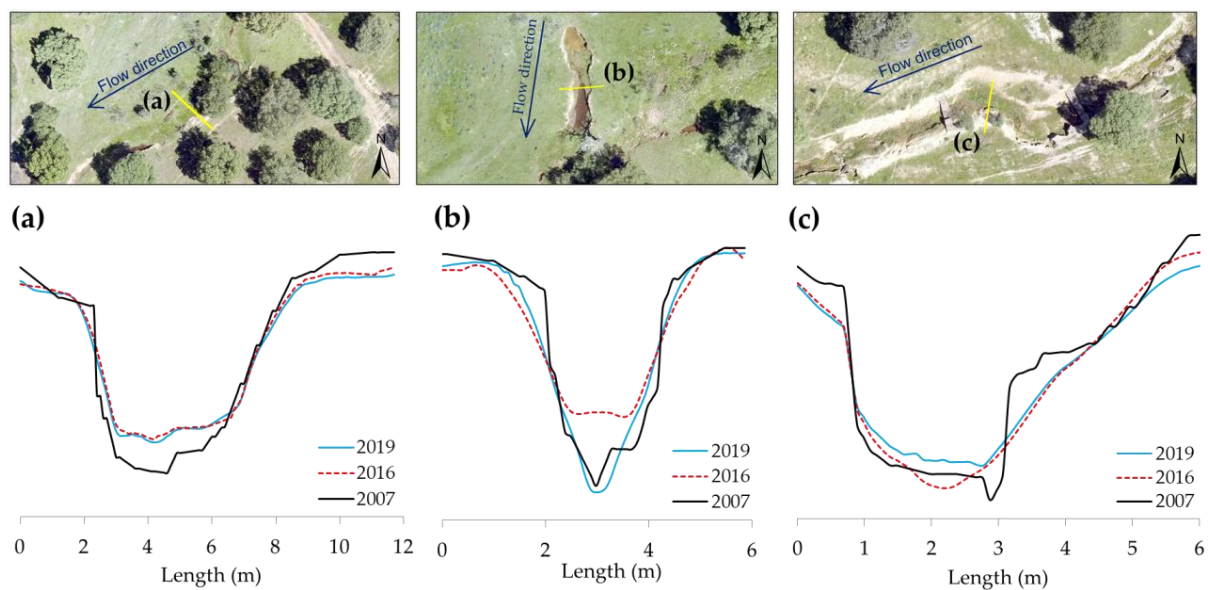 Flow direction
(a)
N
Flow direction
(b)
N
Flow direction
(c)
N
(a)
(b)
(c)
2019
2016
2007
2019
2016
2007
2019
2016
2007
0 2 4 6 8 10 12
2 4 6
0 1 2 3 4 5 6
Length (m)
Length (m)
Length (m)